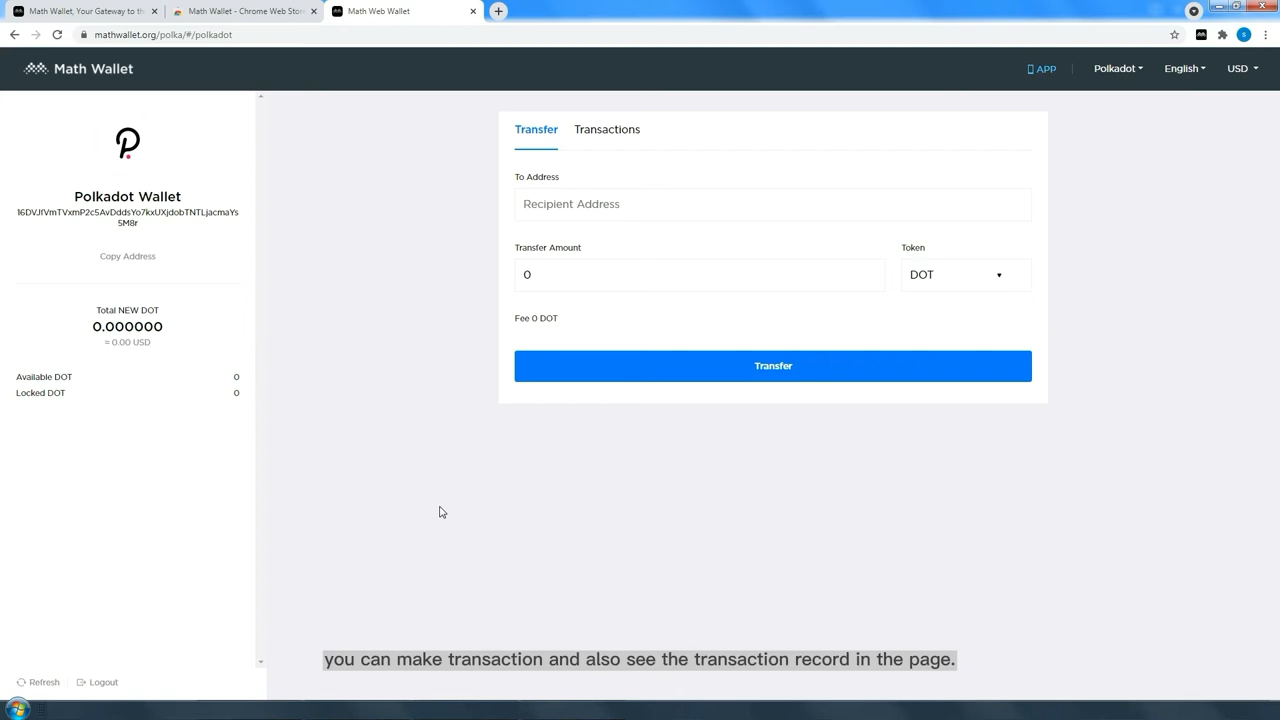 Math Wallet, Your Gateway to th
Math Wallet - Chrome Web Stor
Math Web Wallet
mathwallet.org/polka/#/polkadot
S
Math Wallet
APP
Polkadot
English
USD
Polkadot Wallet
16DVJfVmTVxmP2c5AvDddsYo7kxUXjdobTNTLjacmaYs
5M8r
Copy Address
Total NEW DOT
0.000000
≈ 0.00 USD
Available DOT 0
Locked DOT 0
Refresh
Logout
Transfer Transactions
To Address
Recipient Address
Transfer Amount
Token
0
DOT
Fee 0 DOT
Transfer
you can make transaction and also see the transaction record in the page.